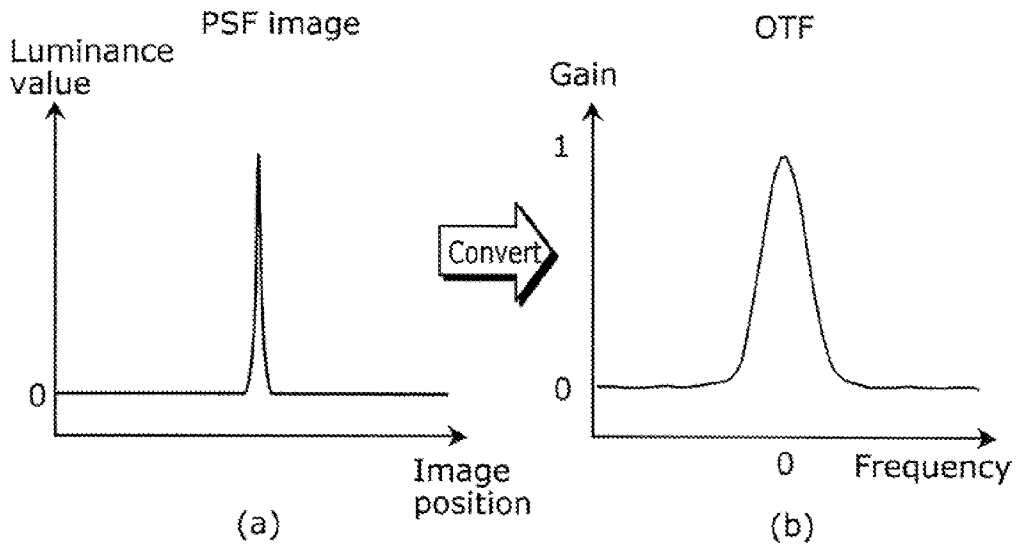 PSF image
Luminance
value
0
Image
position
(a)
Convert
OTF
Gain
1
0
0
Frequency
(b)